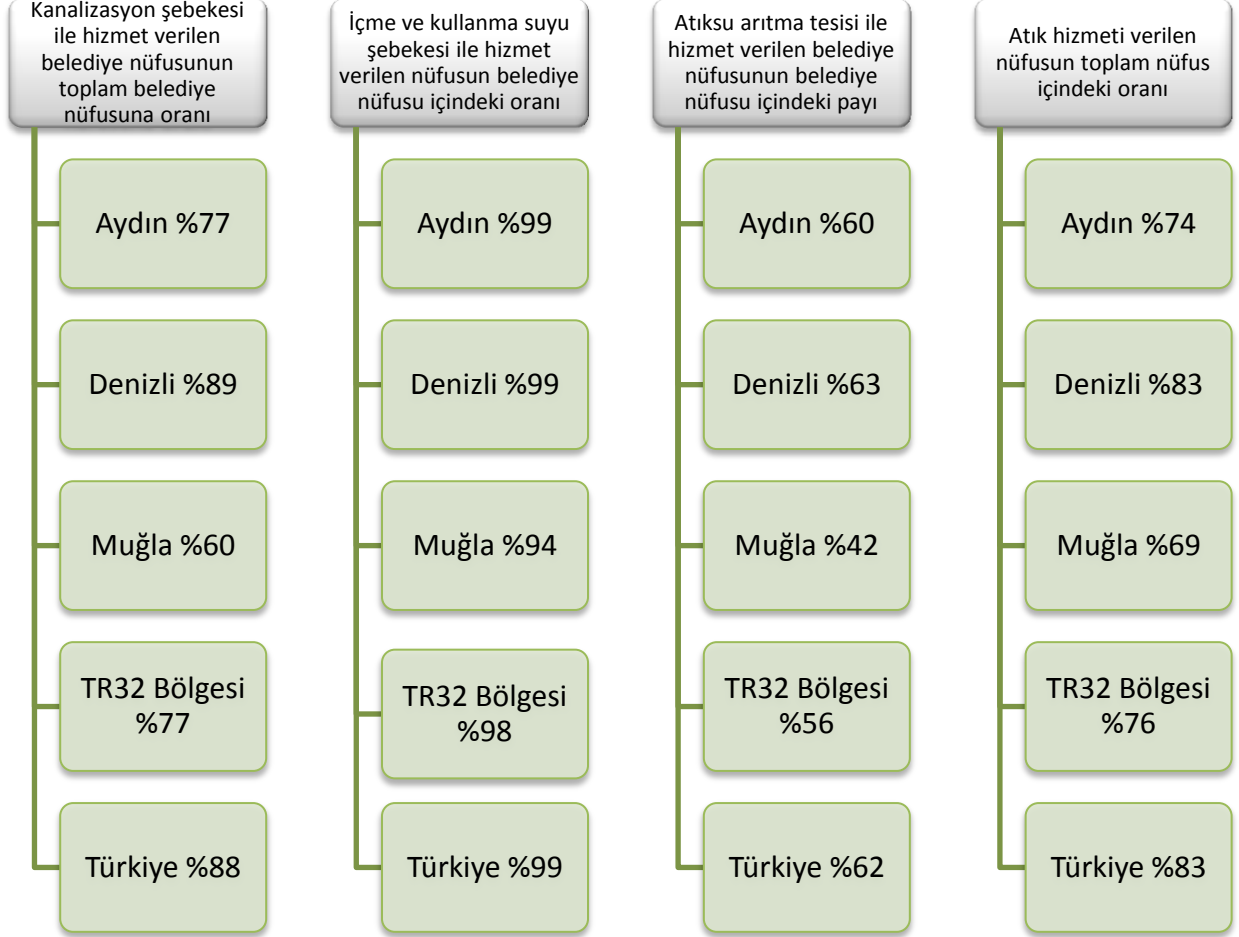 Kanalizasyon şebekesi
ile hizmet verilen
belediye nüfusunun
toplam belediye
nüfusuna oranı
Aydın %77
Denizli %89
Muğla %60
TR32 Bölgesi
%77
Türkiye %88
İçme ve kullanma suyu
şebekesi ile hizmet
verilen nüfusun belediye
nüfusu içindeki oranı
Aydın %99
Denizli %99
Muğla %94
TR32 Bölgesi
%98
Türkiye %99
Atıksu arıtma tesisi ile
hizmet verilen belediye
nüfusunun belediye
nüfusu içindeki payı
Aydın %60
Denizli %63
Muğla %42
TR32 Bölgesi
%56
Türkiye %62
Atık hizmeti verilen
nüfusun toplam nüfus
içindeki oranı
Aydın %74
Denizli %83
Muğla %69
TR32 Bölgesi
%76
Türkiye %83